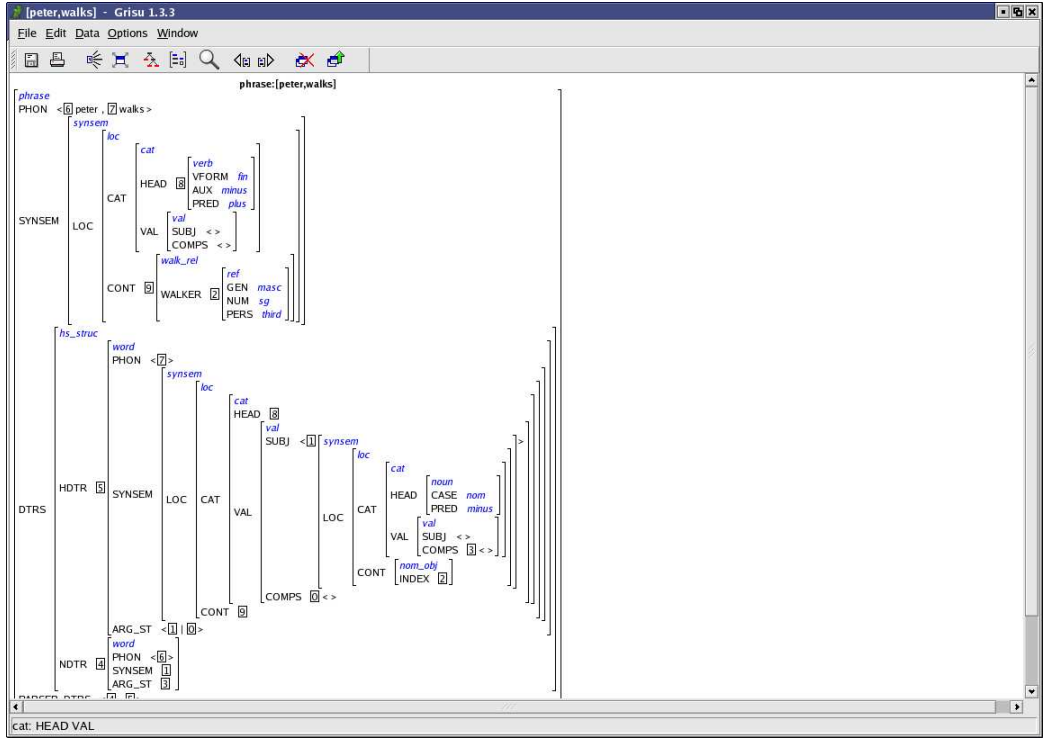 [peter,walks] - Grisu 1.3.3
File Edit Data Options Window
phrase:[peter,walks]
phrase
PHON <6 peter , 7 walks>
synsem
loc
cat
verb
VFORM fin
HEAD 8
AUX minus
CAT
PRED plus
val
SYNSEM
LOC
VAL SUBJ < >
COMPS < >
walk_rel
ref
GEN masc
CONT 9
WALKER 2
NUM sg
PERS third
hs_struc
word
PHON <7>
synsem
loc
cat
HEAD 8
val
SUBJ <1 synsem >
loc
cat
noun
HDTR 5
SYNSEM
HEAD CASE nom
LOC
CAT
PRED minus
DTRS
VAL
LOC
CAT
val
VAL SUBJ < >
COMPS 3 < >
nom_obj
CONT
INDEX 2
COMPS 0 < >
CONT 9
ARG_ST <1 | 0>
word
PHON <6>
NDTR 4
SYNSEM 1
ARG_ST 3
cat: HEAD VAL